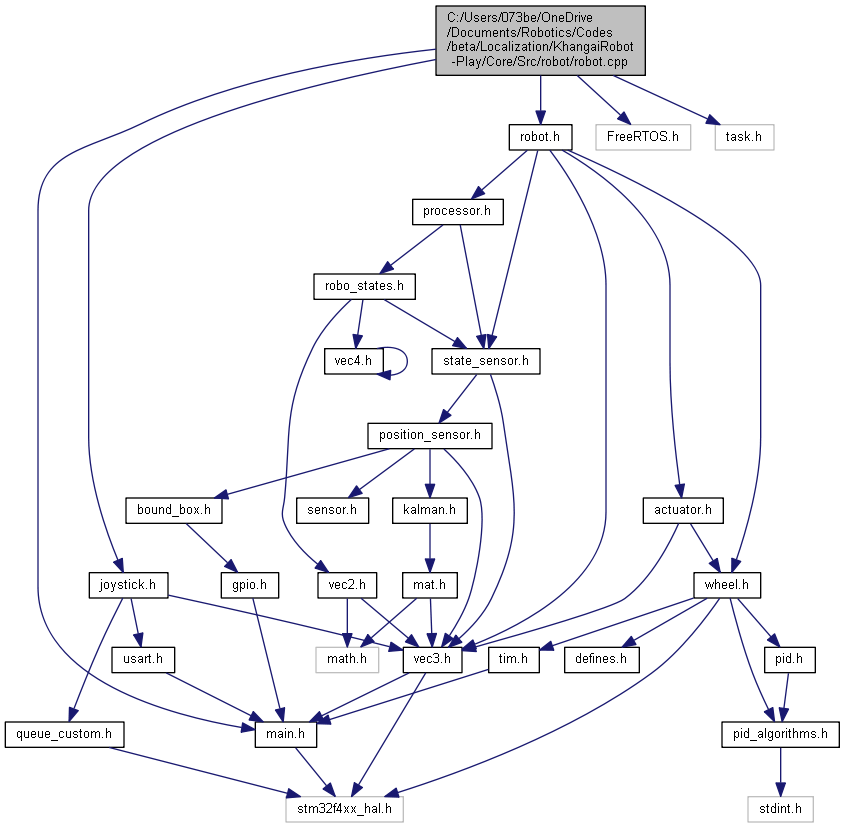 C:/Users/073be/OneDrive
/Documents/Robotics/Codes
/beta/Localization/KhangaiRobot
-Play/Core/Src/robot/robot.cpp
robot.h
FreeRTOS.h
task.h
processor.h
robo_states.h
vec4.h
state_sensor.h
position_sensor.h
bound_box.h
sensor.h
kalman.h
actuator.h
joystick.h
gpio.h
vec2.h
mat.h
wheel.h
usart.h
math.h
vec3.h
tim.h
defines.h
pid.h
queue_custom.h
main.h
pid_algorithms.h
stm32f4xx_hal.h
stdint.h